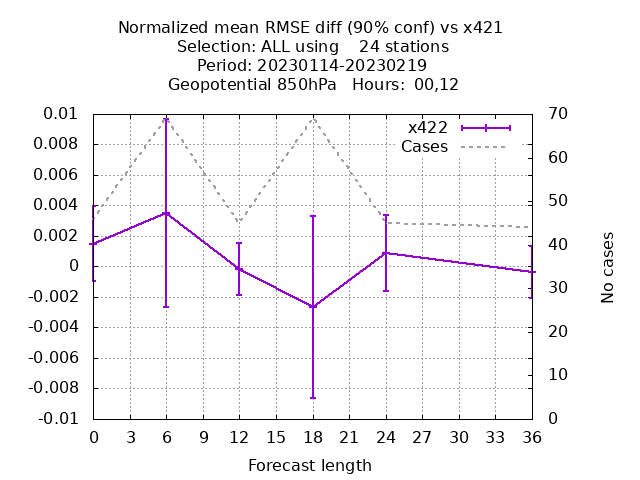 Normalized mean RMSE diff (90% conf) vs x421
Selection: ALL using    24 stations
Period: 20230114-20230219
Geopotential 850hPa   Hours:  00,12
0.01
0.008
0.006
0.004
0.002
0
-0.002
-0.004
-0.006
-0.008
-0.01
x422
Cases
70
60
50
40
30
20
10
0
No cases
0 3 6 9 12 15 18 21 24 27 30 33 36
Forecast length